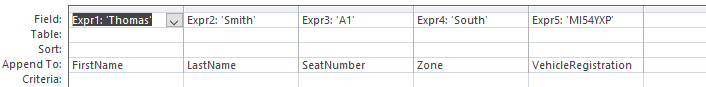 Field: Expr1: 'Thomas' Expr2: 'Smith' Expr3: 'A1' Expr4: 'South' Expr5: 'MI54YXP'
Table:
Sort:
Append To: FirstName LastName SeatNumber Zone VehicleRegistration
Criteria: